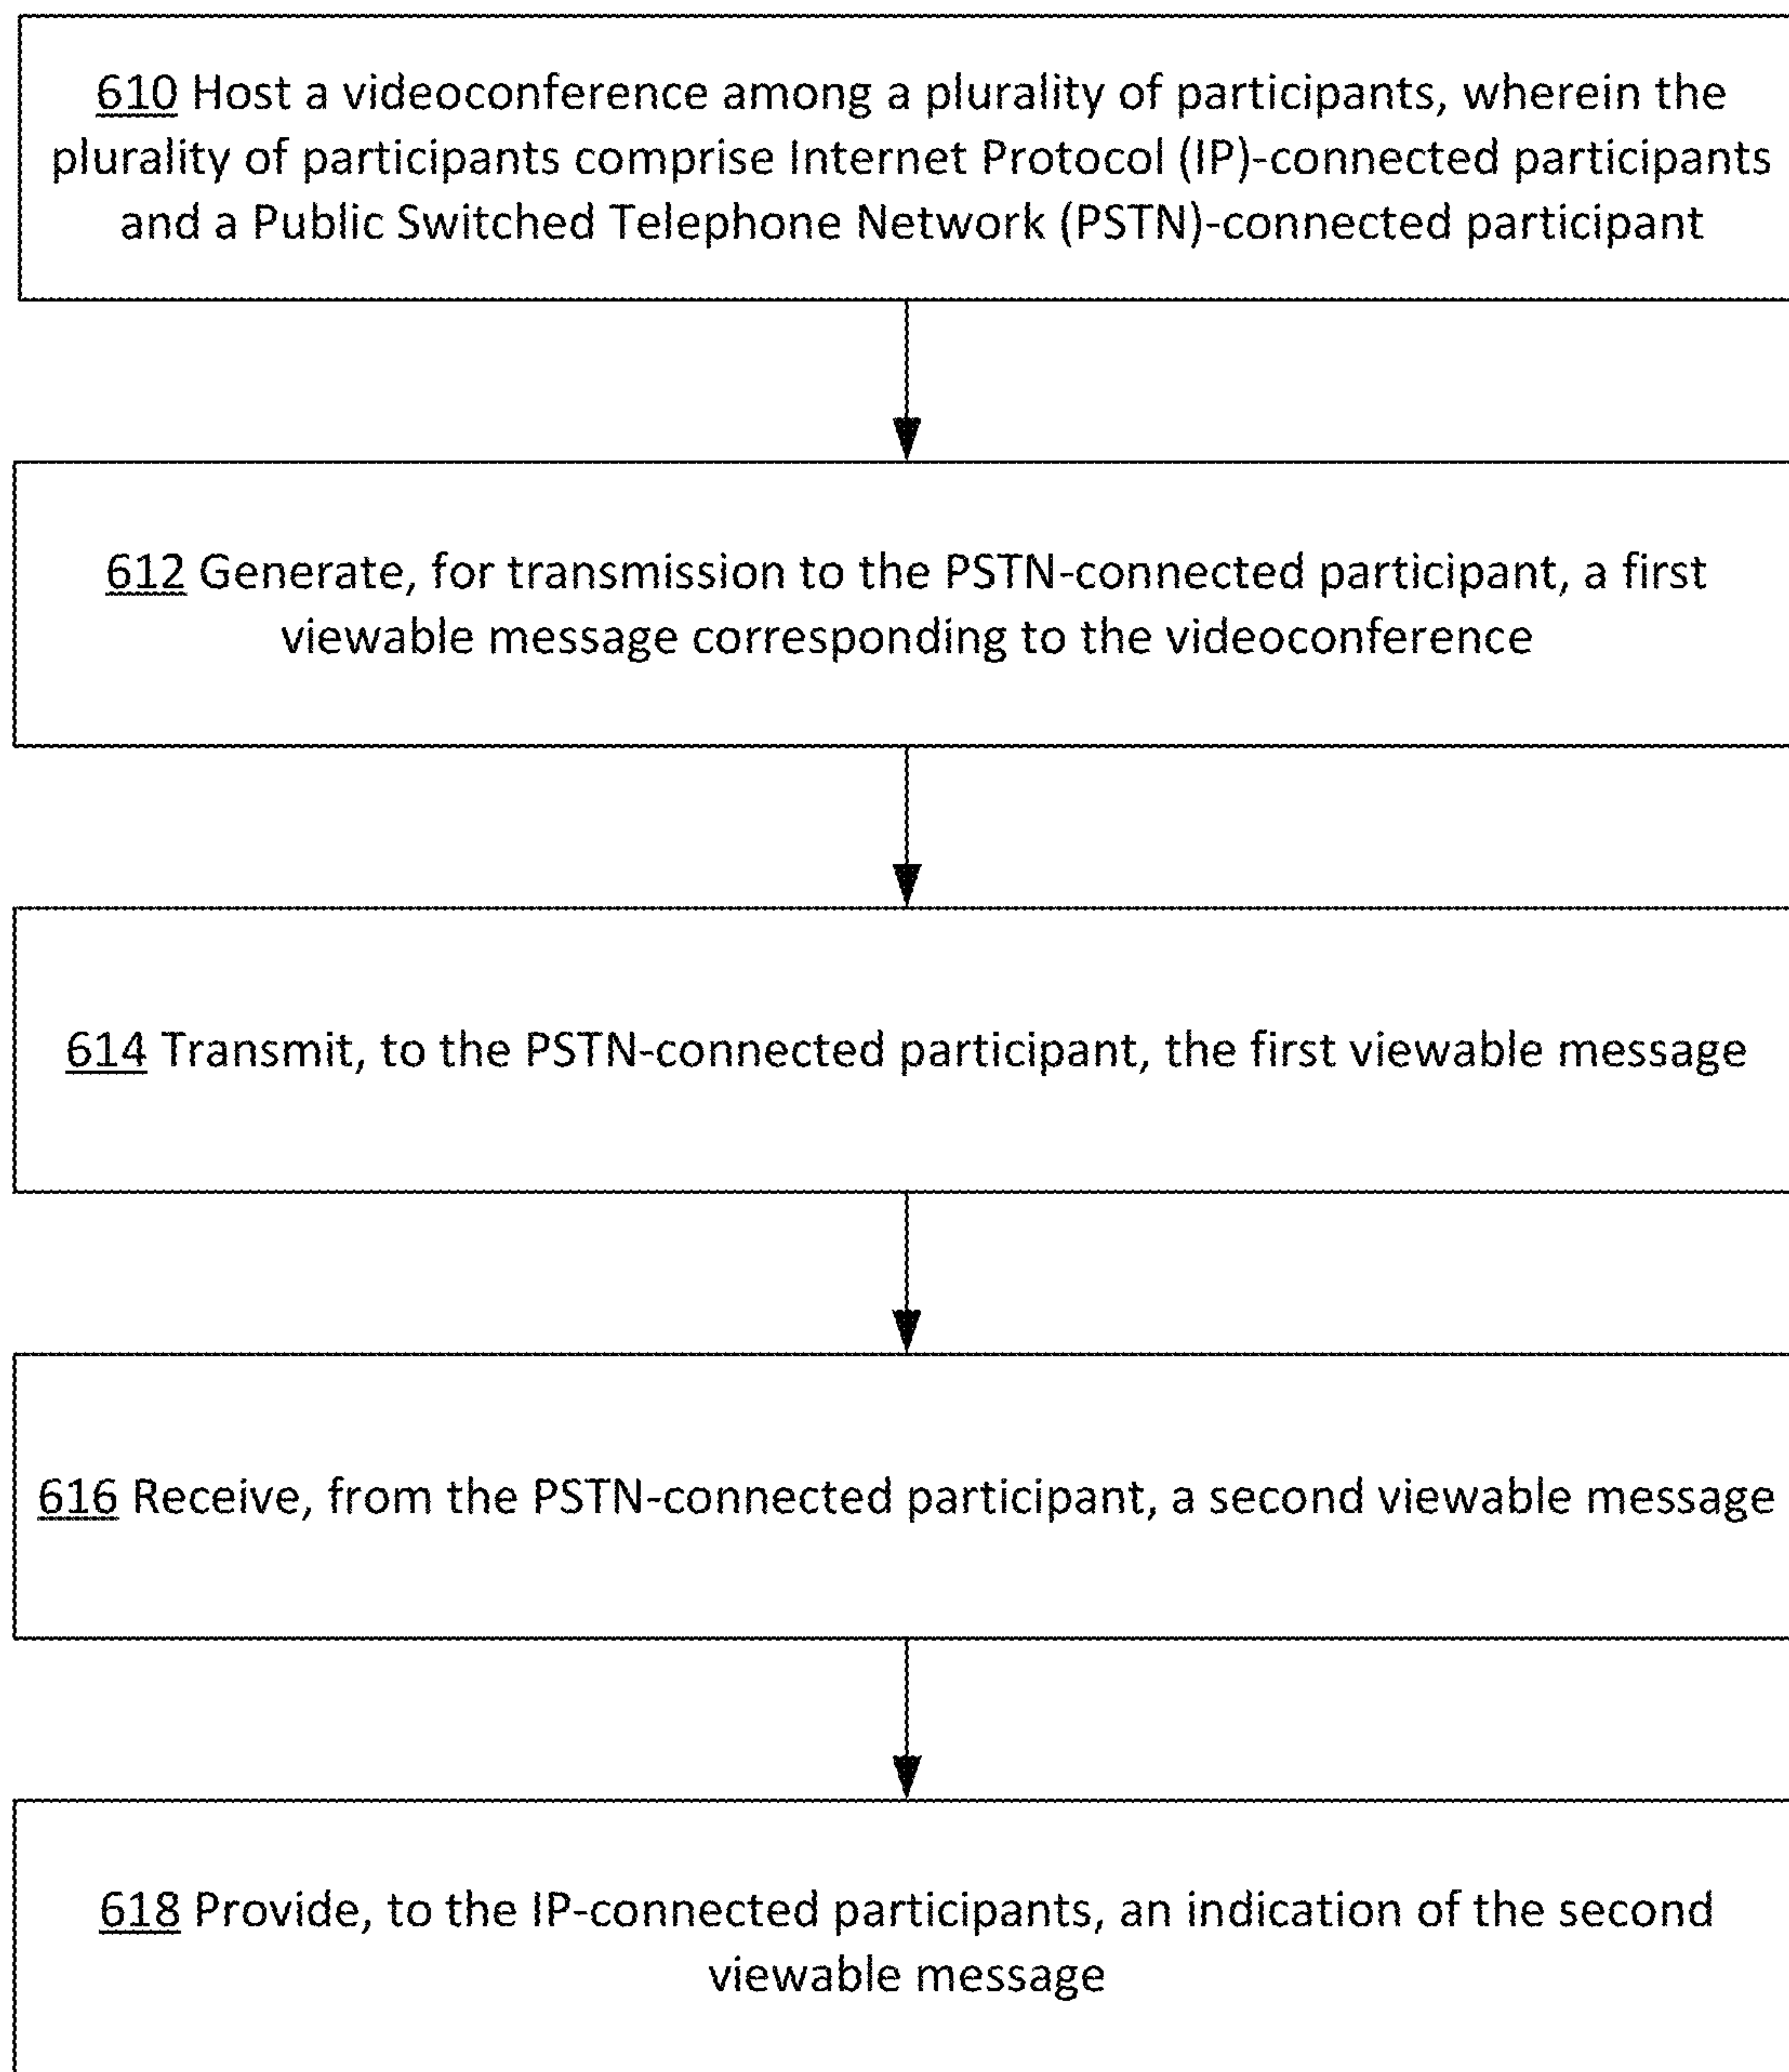 610 Host a videoconference among a plurality of participants, wherein the
plurality of participants comprise Internet Protocol (IP)-connected participants
and a Public Switched Telephone Network (PSTN)-connected participant
612 Generate, for transmission to the PSTN-connected participant, a first
viewable message corresponding to the videoconference
614 Transmit, to the PSTN-connected participant, the first viewable message
616 Receive, from the PSTN-connected participant, a second viewable message
618 Provide, to the IP-connected participants, an indication of the second
viewable message